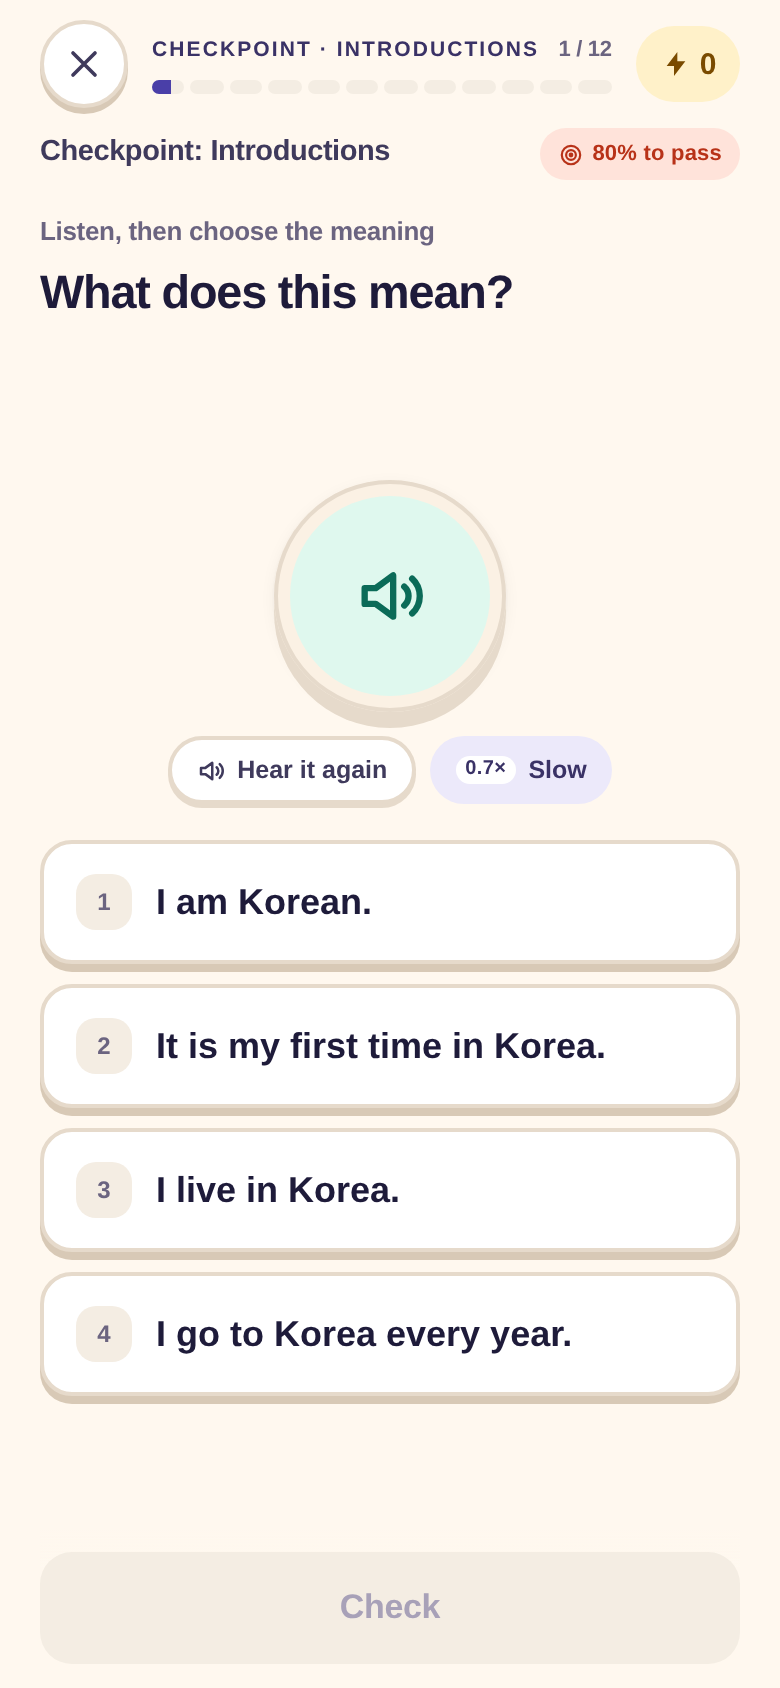 CHECKPOINT · INTRODUCTIONS 1 / 12
0
Checkpoint: Introductions
80% to pass
Listen, then choose the meaning
What does this mean?
Hear it again
0.7× Slow
1 I am Korean.
2 It is my first time in Korea.
3 I live in Korea.
4 I go to Korea every year.
Check